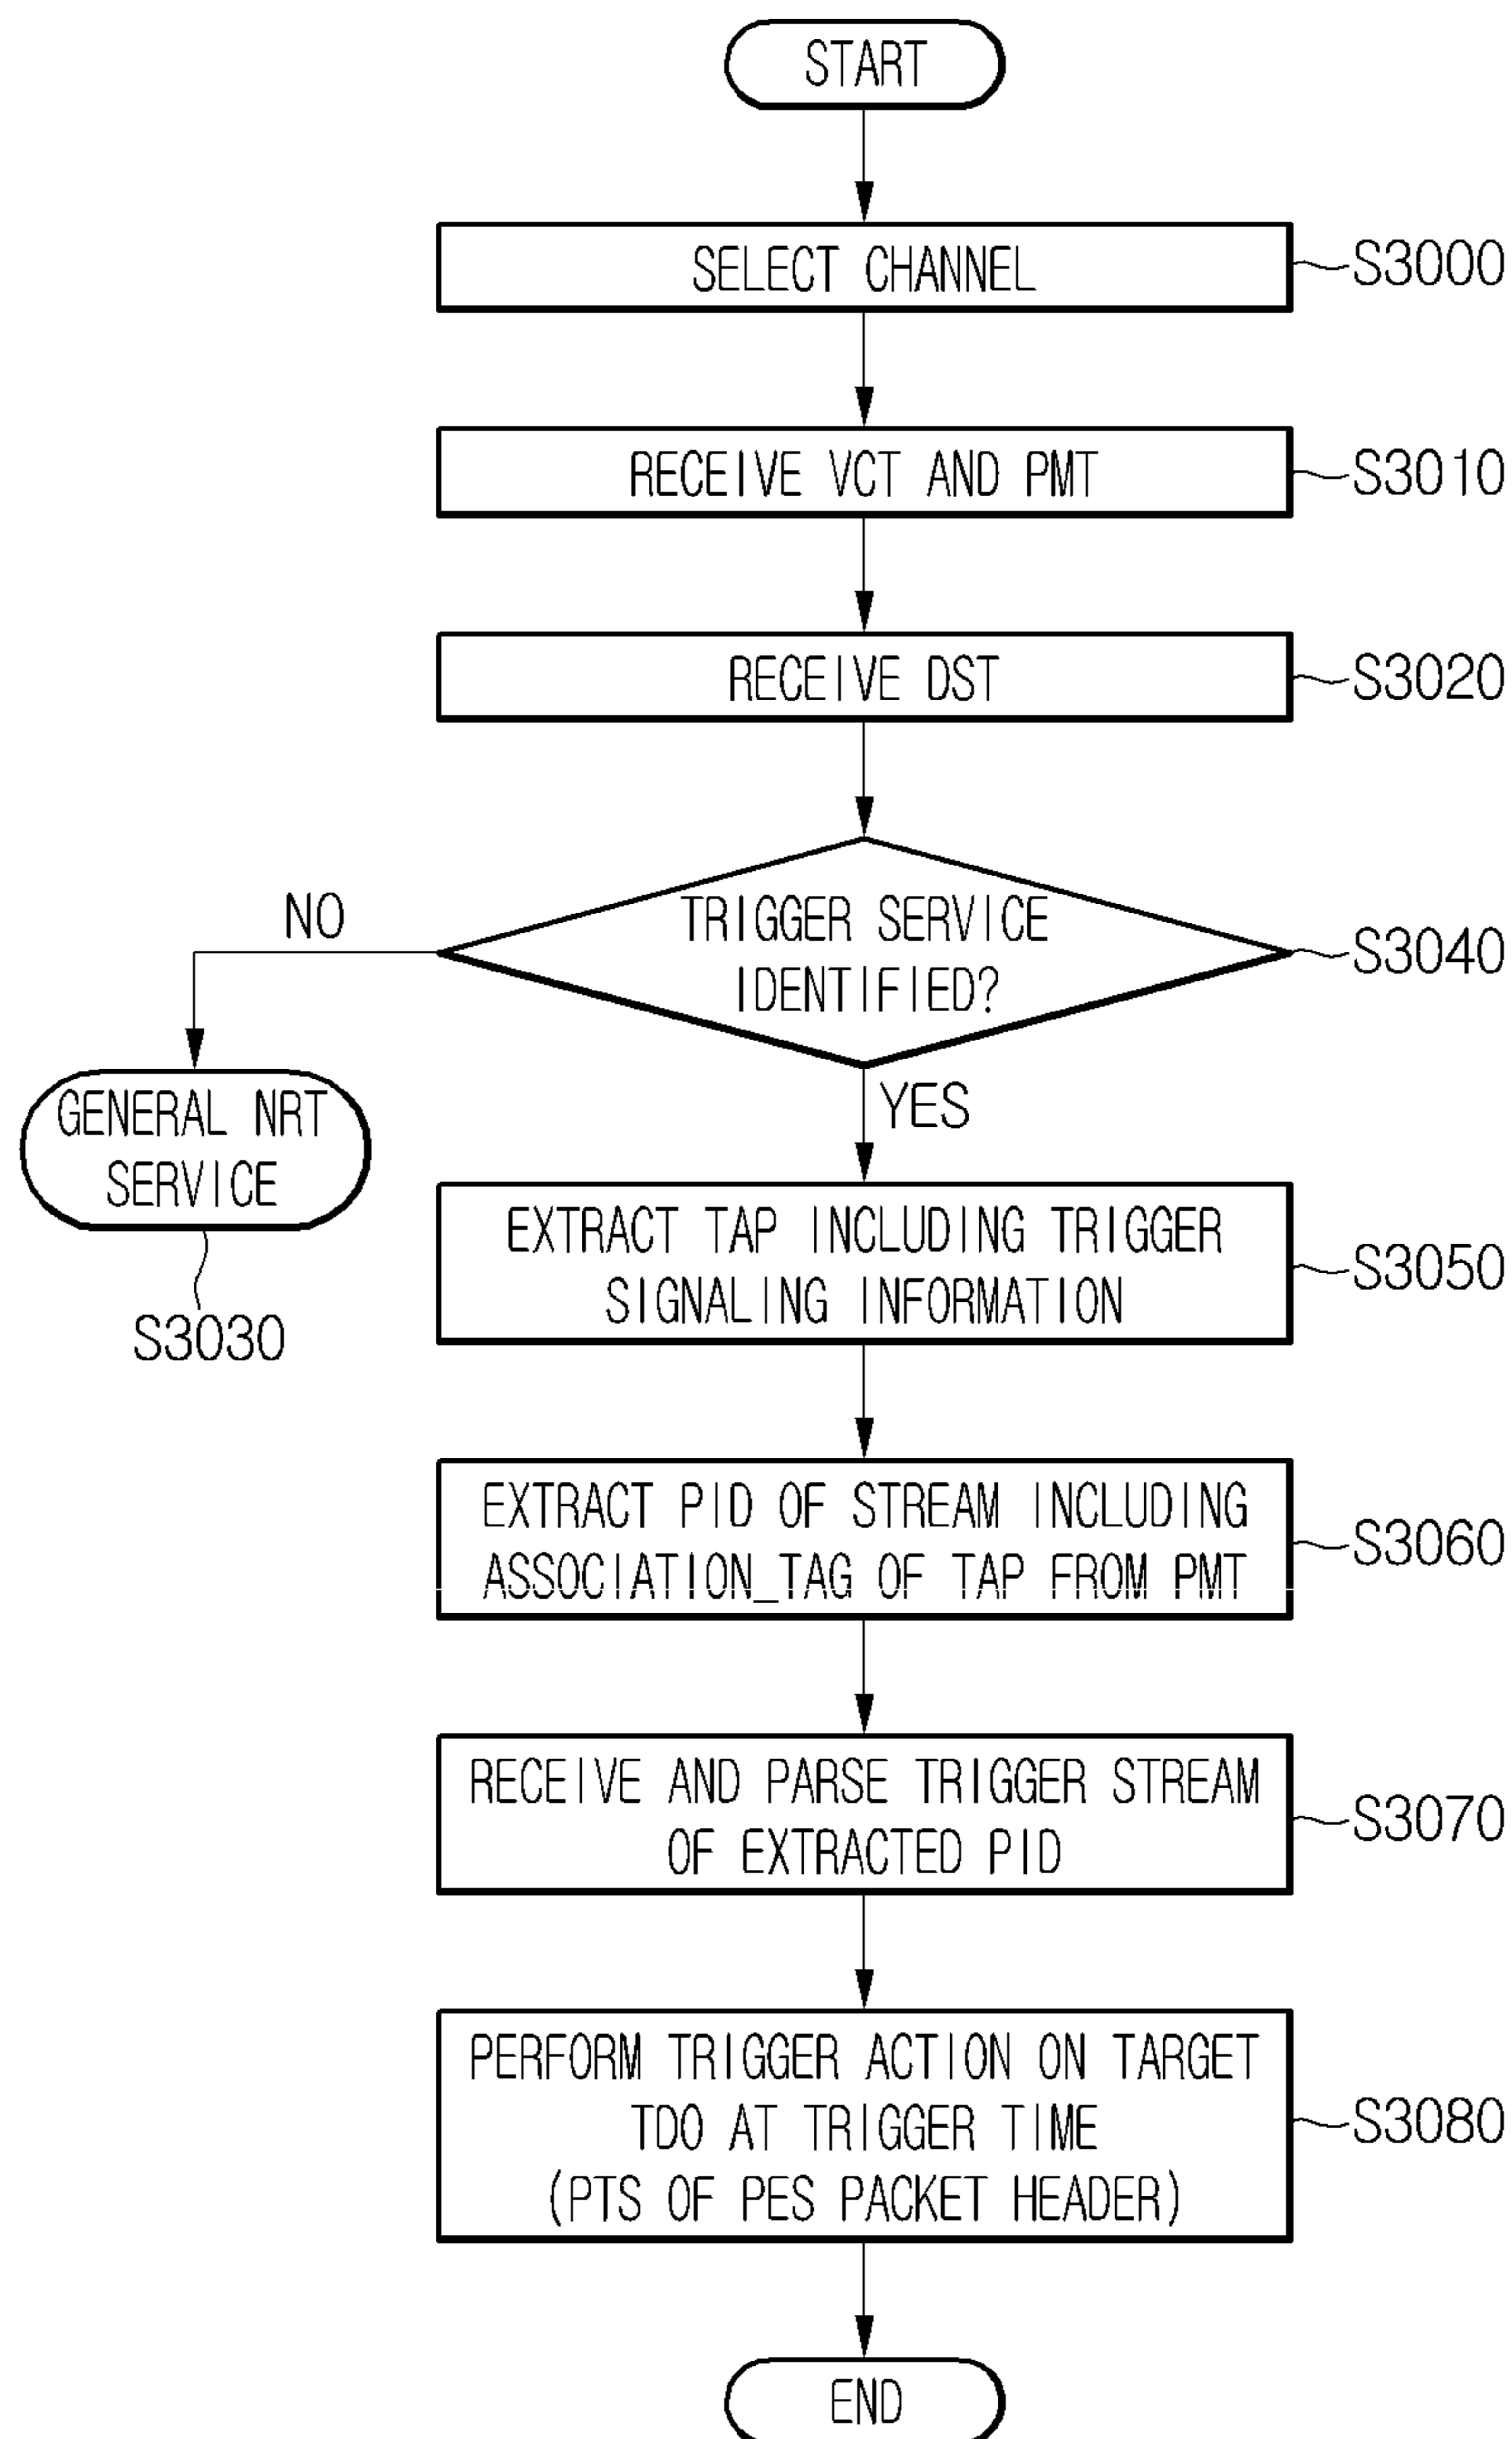 START
SELECT CHANNEL
S3000
RECEIVE VCT AND PMT
S3010
RECEIVE DST
S3020
TRIGGER SERVICE
IDENTIFIED?
S3040
NO
YES
GENERAL NRT
SERVICE
S3030
EXTRACT TAP INCLUDING TRIGGER
SIGNALING INFORMATION
S3050
EXTRACT PID OF STREAM INCLUDING
ASSOCIATION_TAG OF TAP FROM PMT
S3060
RECEIVE AND PARSE TRIGGER STREAM
OF EXTRACTED PID
S3070
PERFORM TRIGGER ACTION ON TARGET
TDO AT TRIGGER TIME
(PTS OF PES PACKET HEADER)
S3080
END